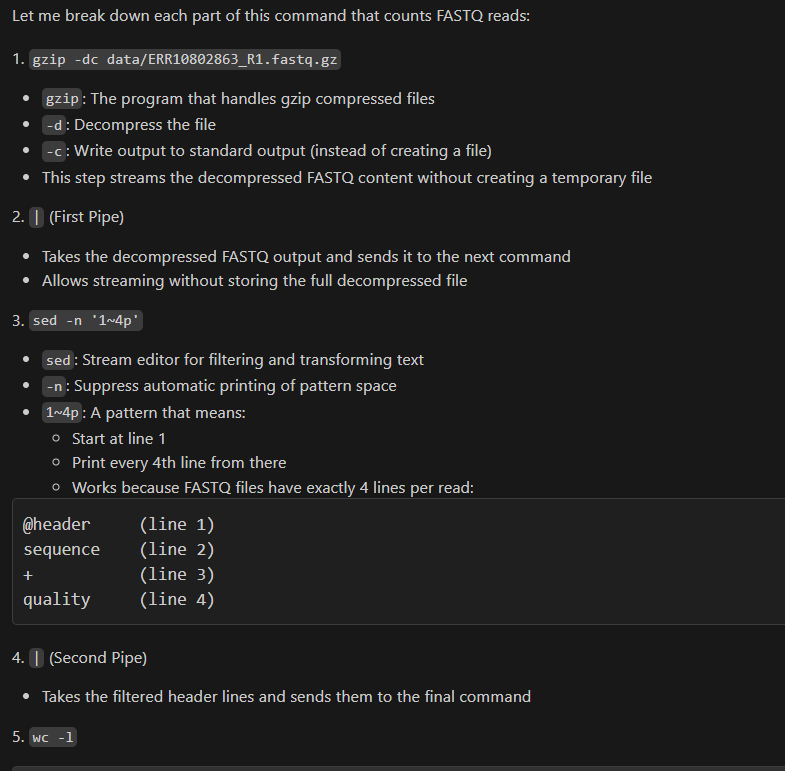 Let me break down each part of this command that counts FASTQ reads:
1. gzip -dc data/ERR10802863_R1.fastq.gz
• gzip: The program that handles gzip compressed files
• -d: Decompress the file
• -c: Write output to standard output (instead of creating a file)
• This step streams the decompressed FASTQ content without creating a temporary file
2. | (First Pipe)
• Takes the decompressed FASTQ output and sends it to the next command
• Allows streaming without storing the full decompressed file
3. sed -n '1~4p'
• sed: Stream editor for filtering and transforming text
• -n: Suppress automatic printing of pattern space
• 1~4p: A pattern that means:
○ Start at line 1
○ Print every 4th line from there
○ Works because FASTQ files have exactly 4 lines per read:
@header (line 1)
sequence (line 2)
+ (line 3)
quality (line 4)
4. | (Second Pipe)
• Takes the filtered header lines and sends them to the final command
5. wc -l